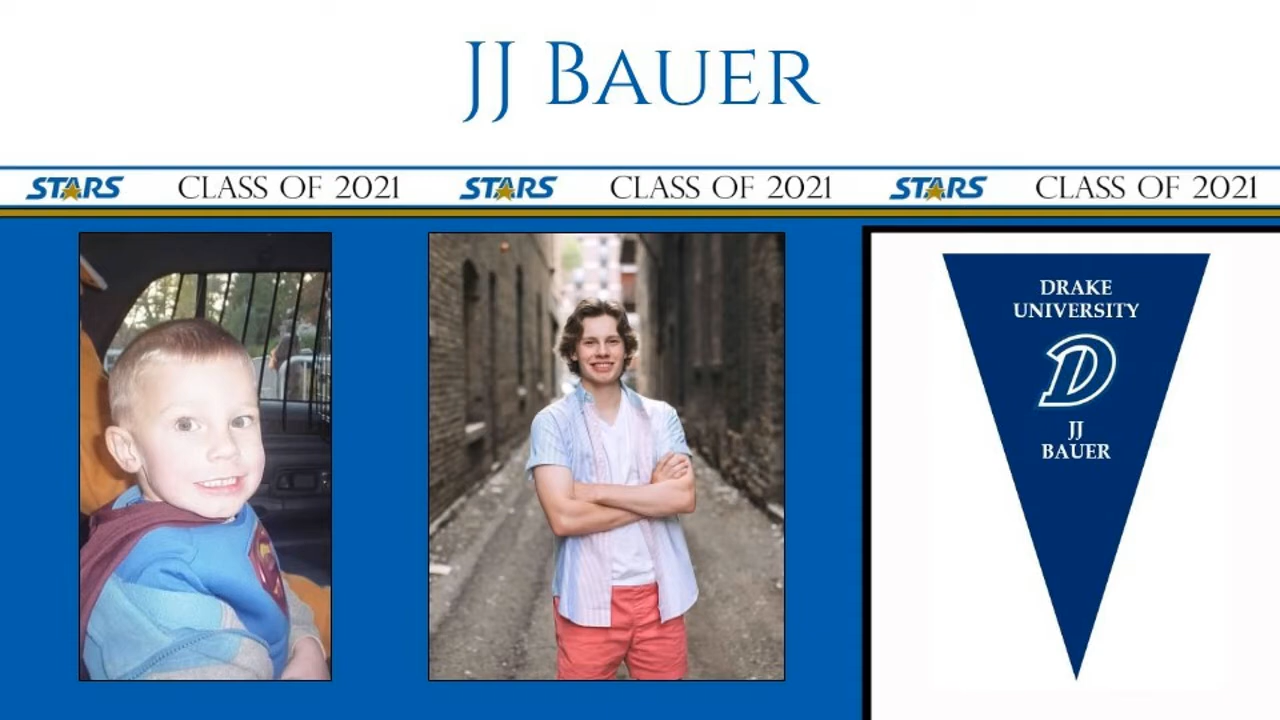 JJ Bauer
STARS CLASS OF 2021 STARS CLASS OF 2021 STARS CLASS OF 2021
DRAKE
UNIVERSITY
D
JJ
BAUER